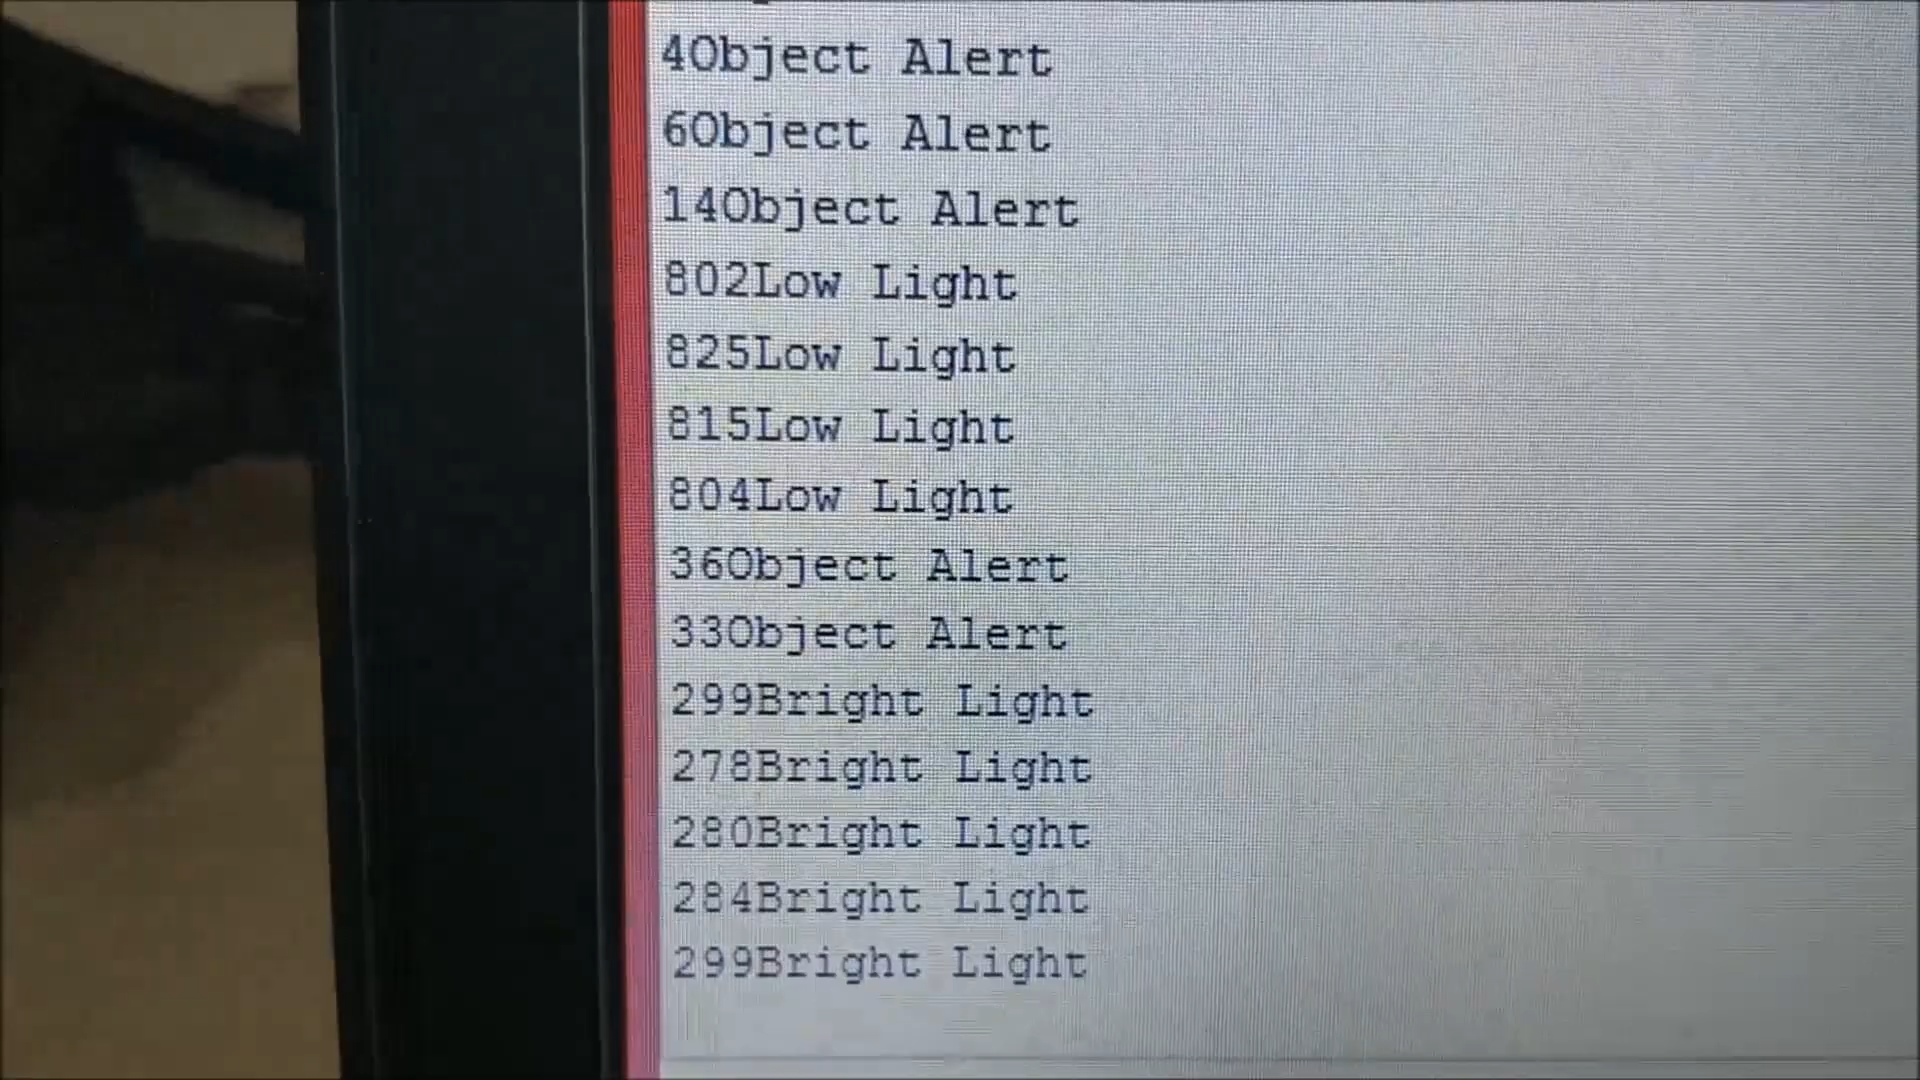 4Object Alert
6Object Alert
14Object Alert
802Low Light
825Low Light
815Low Light
804Low Light
36Object Alert
33Object Alert
299Bright Light
278Bright Light
280Bright Light
284Bright Light
299Bright Light